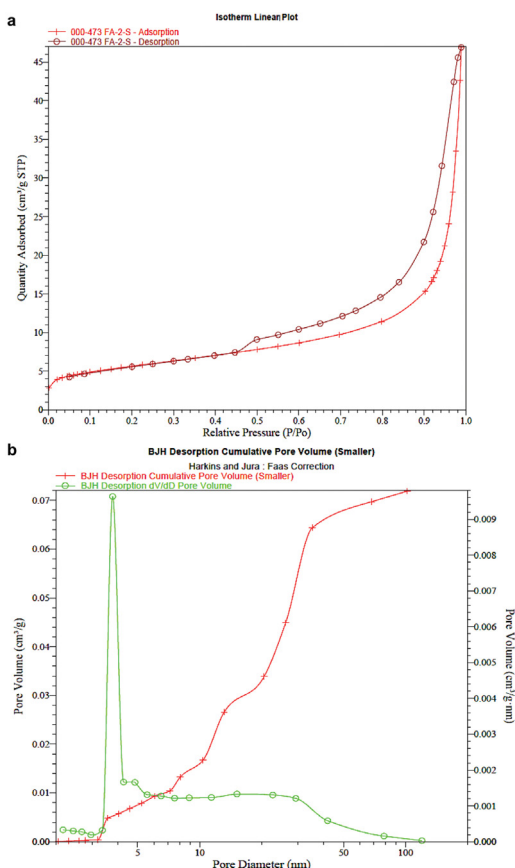 a
Isotherm Linear Plot
000-473 FA-2-S - Adsorption
000-473 FA-2-S - Desorption
45
40
35
30
25
20
15
10
5
0
Quantity Adsorbed (cm³/g STP)
0.0 0.1 0.2 0.3 0.4 0.5 0.6 0.7 0.8 0.9 1.0
Relative Pressure (P/Po)
b
BJH Desorption Cumulative Pore Volume (Smaller)
Harkins and Jura : Faas Correction
BJH Desorption Cumulative Pore Volume (Smaller)
BJH Desorption dV/dD Pore Volume
0.07
0.06
0.05
0.04
0.03
0.02
0.01
0.00
Pore Volume (cm³/g)
0.009
0.008
0.007
0.006
0.005
0.004
0.003
0.002
0.001
0.000
Pore Volume (cm³/g·nm)
5 10 50 100
Pore Diameter (nm)